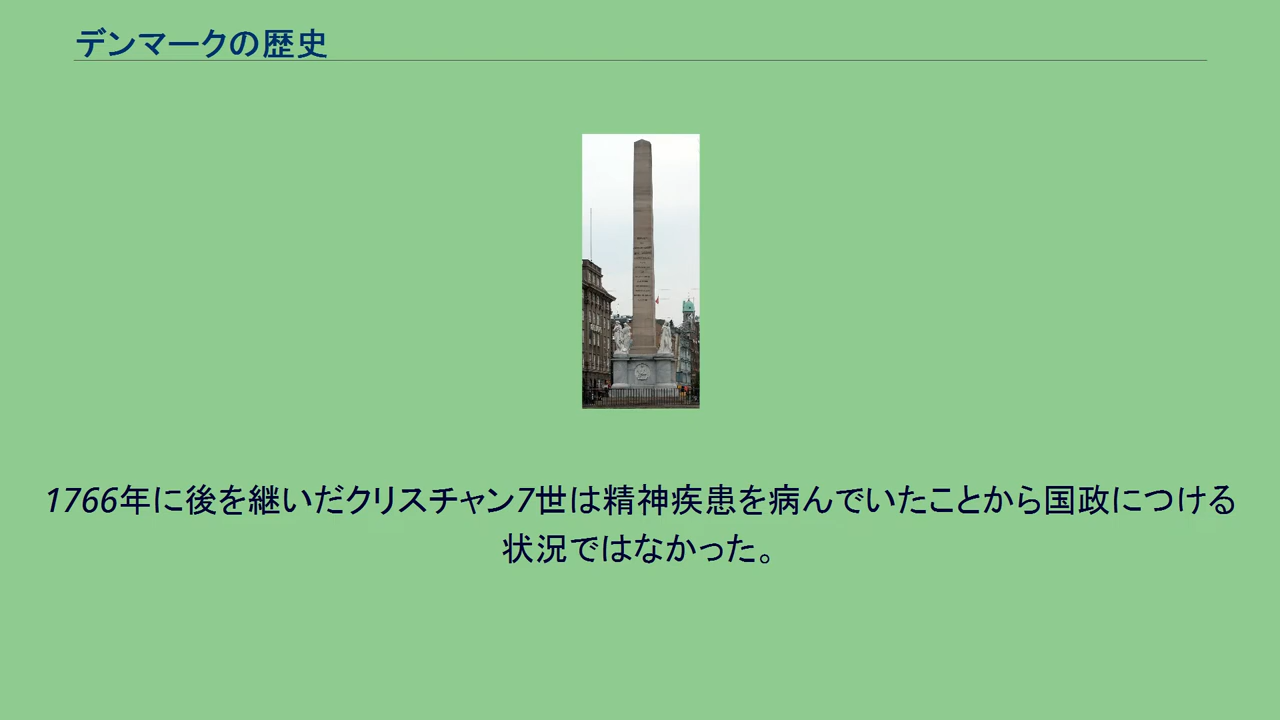 デンマークの歴史
1766年に後を継いだクリスチャン7世は精神疾患を病んでいたことから国政につける
状況ではなかった。